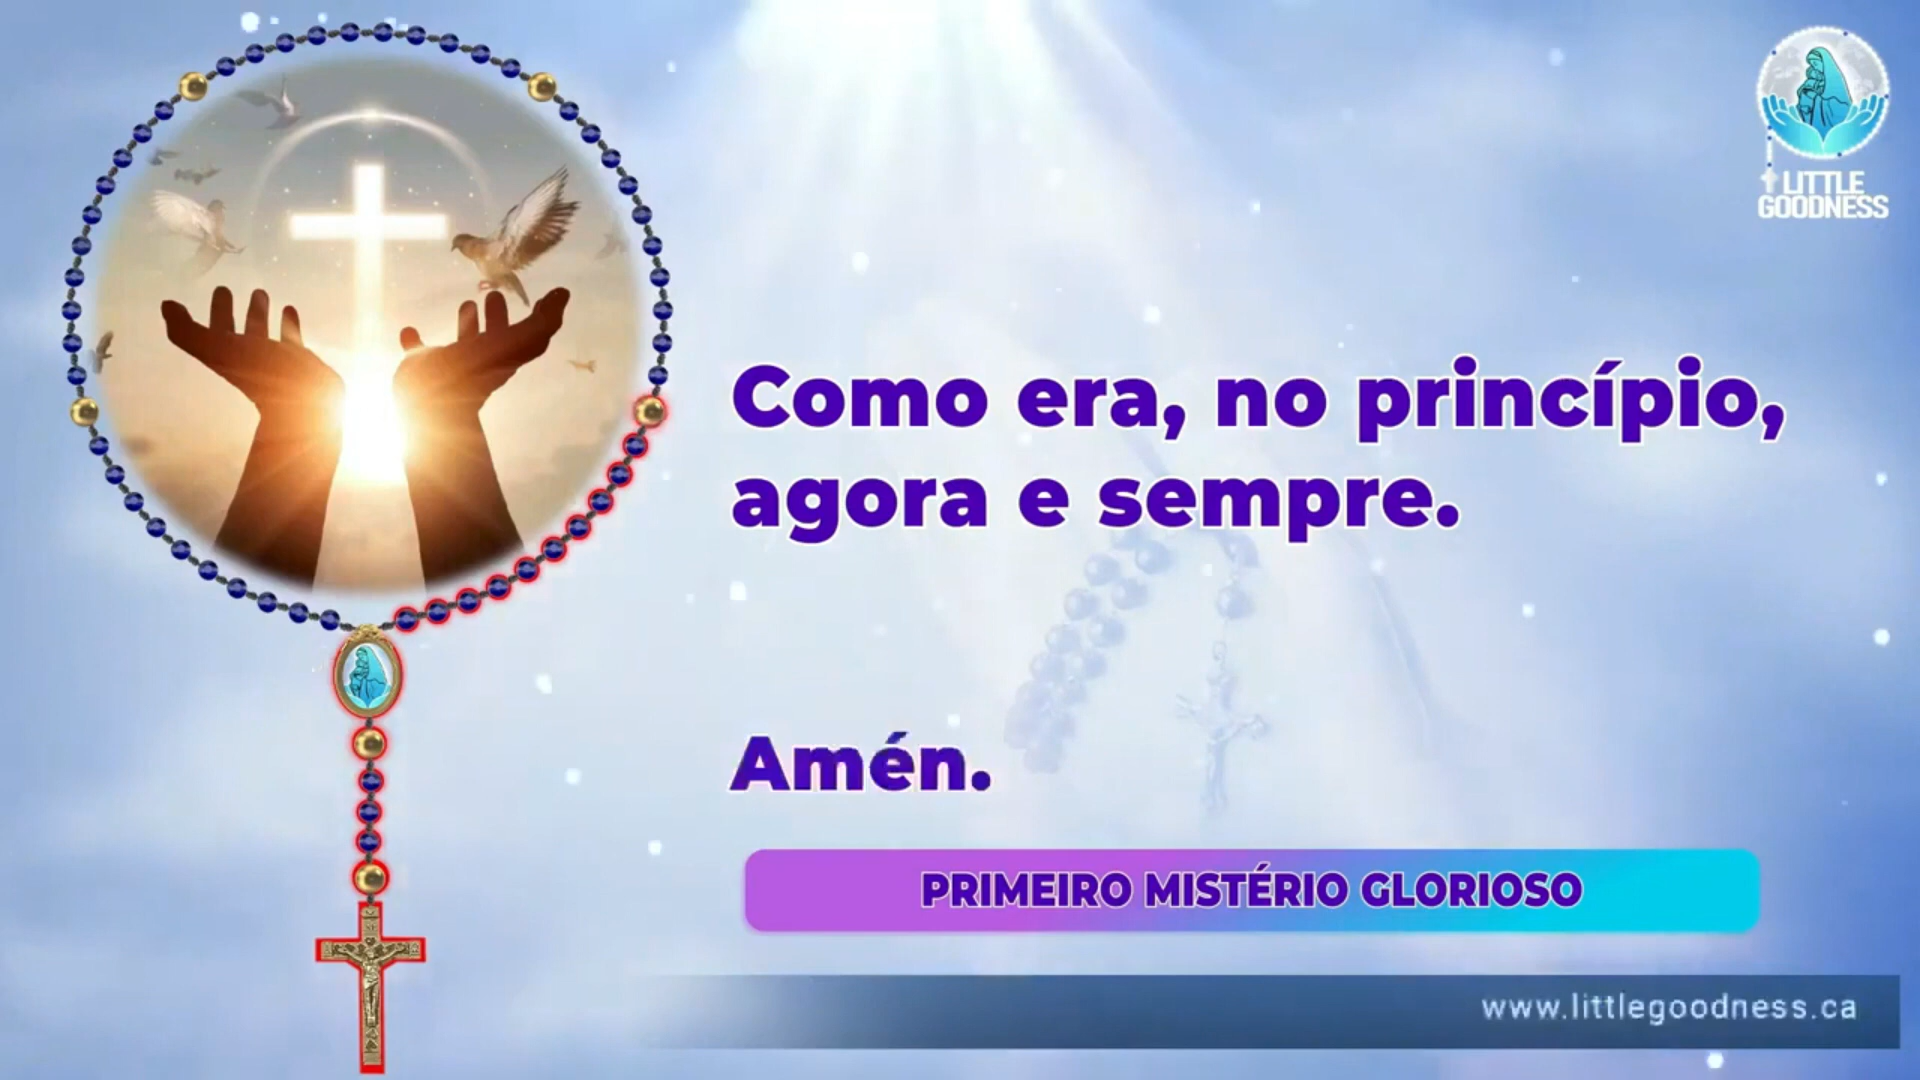 LITTLE
GOODNESS
Como era, no princípio,
agora e sempre.
Amén.
PRIMEIRO MISTÉRIO GLORIOSO
www.littlegoodness.ca